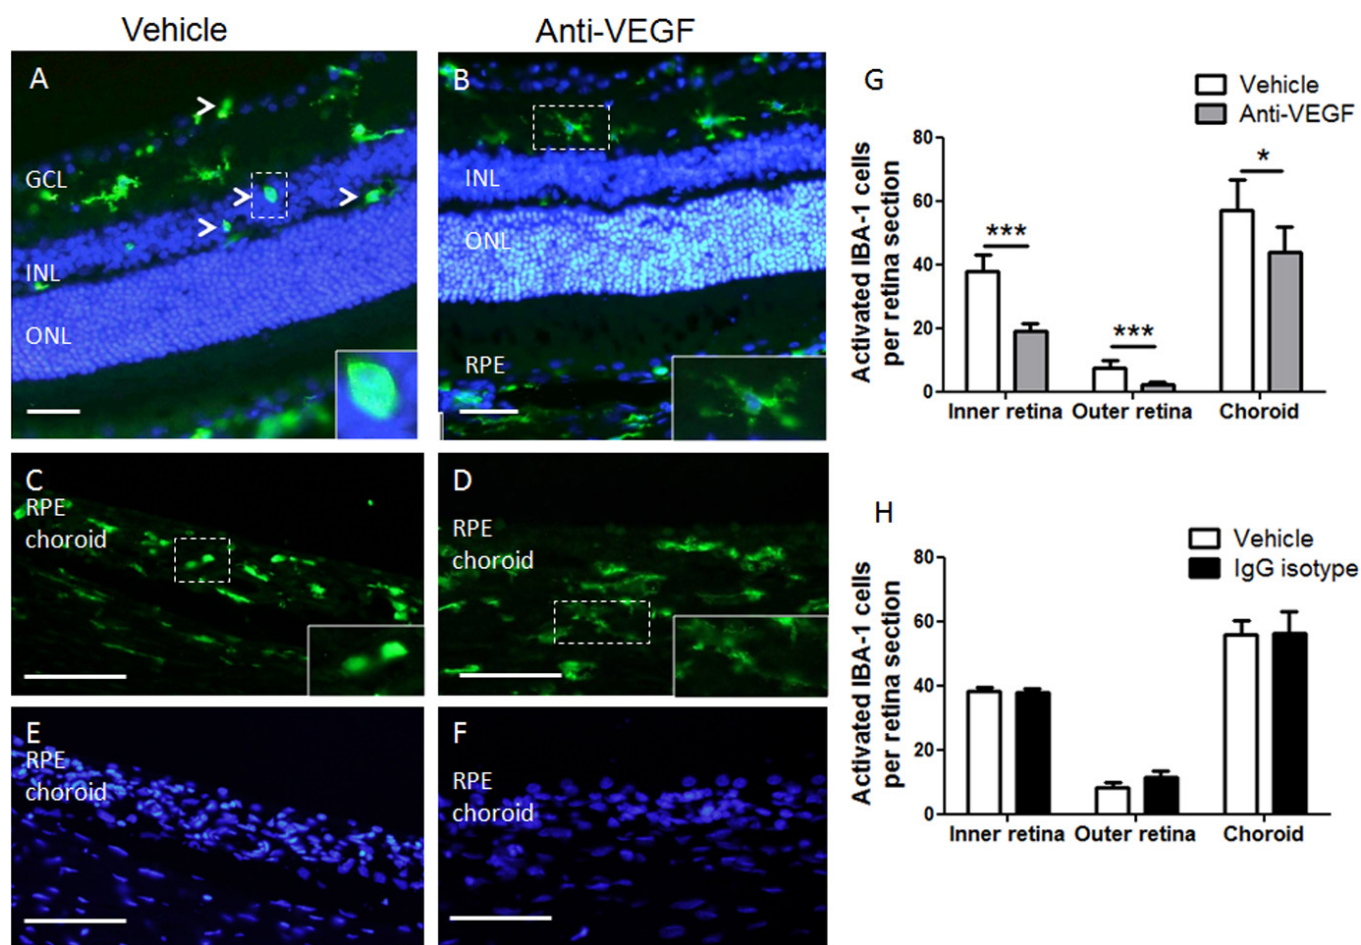 Vehicle
Anti-VEGF
A
GCL
INL
ONL
B
INL
ONL
RPE
C
RPE
choroid
D
RPE
choroid
E
RPE
choroid
F
RPE
choroid
G
Vehicle
Anti-VEGF
Activated IBA-1 cells
per retina section
80
60
40
20
0
***
***
*
Inner retina
Outer retina
Choroid
H
Vehicle
IgG isotype
Activated IBA-1 cells
per retina section
80
60
40
20
0
Inner retina
Outer retina
Choroid